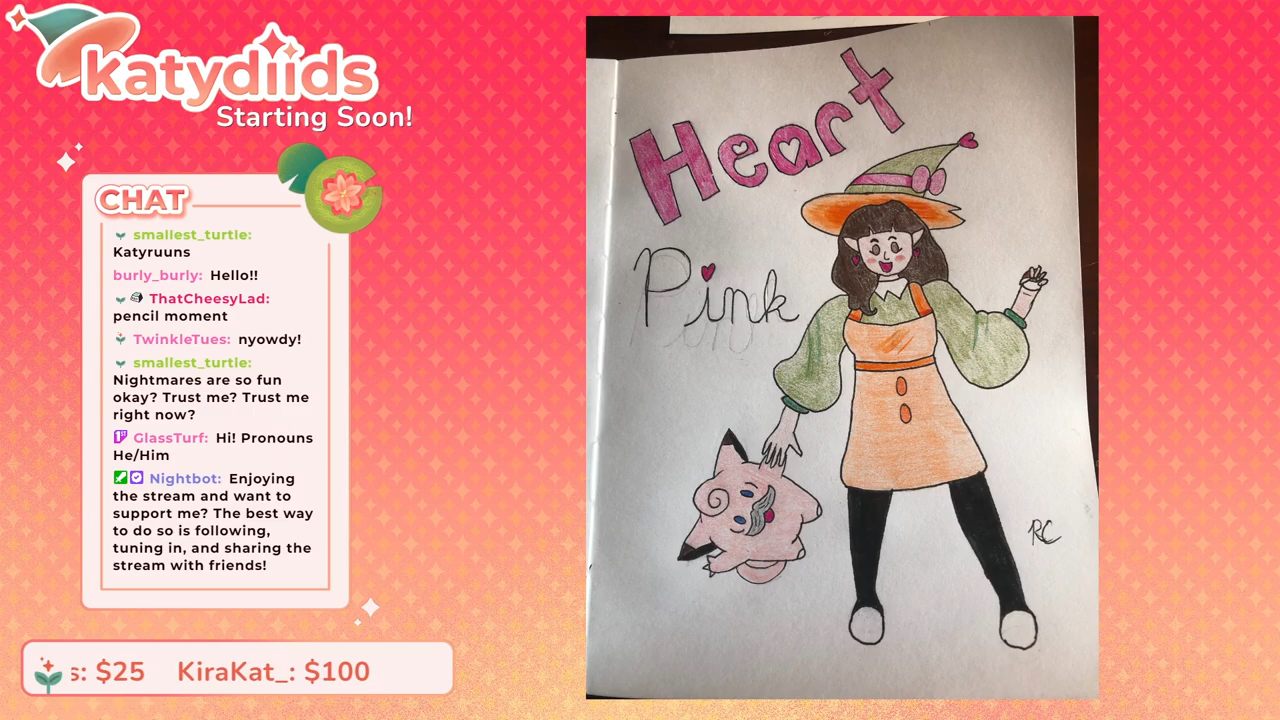 Katydiids
Starting Soon!
CHAT
smallest_turtle:
Katyruuns
burly_burly: Hello!!
ThatCheesyLad:
pencil moment
TwinkleTues: nyowdy!
smallest_turtle:
Nightmares are so fun
okay? Trust me? Trust me
right now?
GlassTurf: Hi! Pronouns
He/Him
Nightbot: Enjoying
the stream and want to
support me? The best way
to do so is following,
tuning in, and sharing the
stream with friends!
s: $25 KiraKat_: $100
Heart
Pink
RC